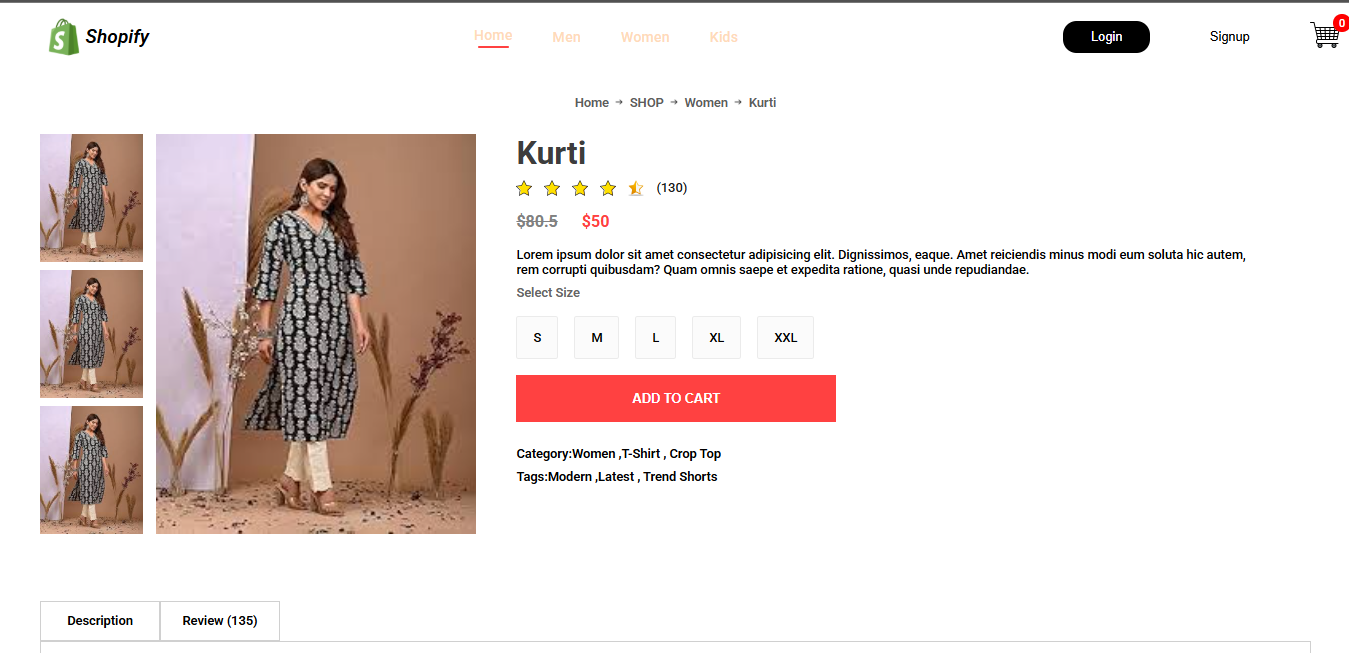 Shopify
Home Men Women Kids
Login Signup 0
Home → SHOP → Women → Kurti
Kurti
(130)
$80.5 $50
Lorem ipsum dolor sit amet consectetur adipisicing elit. Dignissimos, eaque. Amet reiciendis minus modi eum soluta hic autem,
rem corrupti quibusdam? Quam omnis saepe et expedita ratione, quasi unde repudiandae.
Select Size
S M L XL XXL
ADD TO CART
Category:Women ,T-Shirt , Crop Top
Tags:Modern ,Latest , Trend Shorts
Description Review (135)